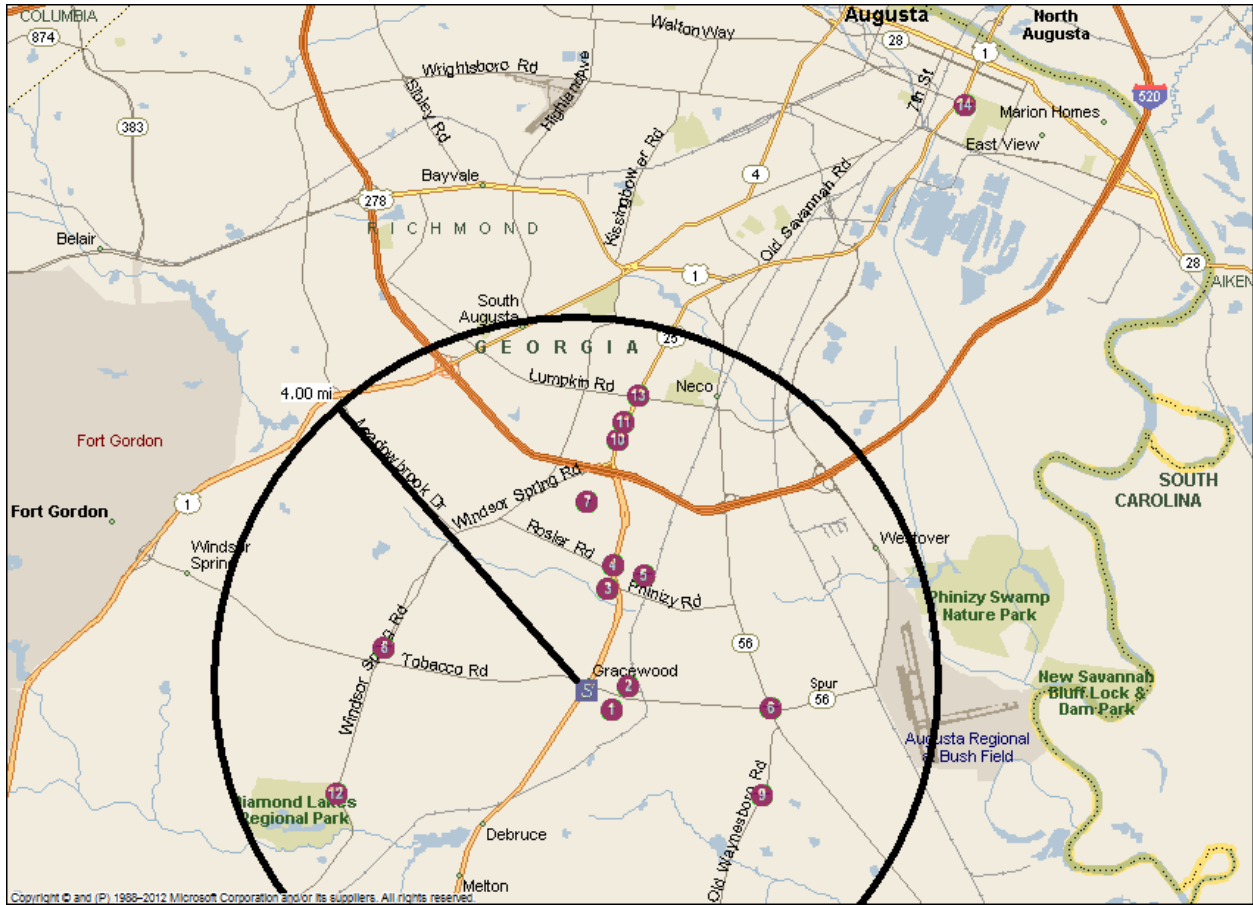 COLUMBIA
874
Walton Way
Augusta
North
Augusta
28
1
Wrightsboro Rd
Sibley Rd
Highland Ave
7th St
14
520
Marion Homes
East View
383
Kissingbower Rd
Bayvale
4
278
RICHMOND
Old Savannah Rd
Belair
1
28
AIKEN
South
Augusta
25
GEORGIA
Lumpkin Rd
Neco
13
4.00 mi
11
10
Meadowbrook Dr
Fort Gordon
SOUTH
CAROLINA
1
Windsor Spring Rd
7
Fort Gordon
Rosier Rd
Windsor
Spring
Westover
4
5
3
Phinizy Rd
Phinizy Swamp
Nature Park
56
8
Windsor Spring Rd
Tobacco Rd
Gracewood
S
2
1
6
Spur
56
New Savannah
Bluff Lock &
Dam Park
Augusta Regional
at Bush Field
Old Waynesboro Rd
9
12
Diamond Lakes
Regional Park
Debruce
Melton
Copyright © and (P) 1988–2012 Microsoft Corporation and/or its suppliers. All rights reserved.